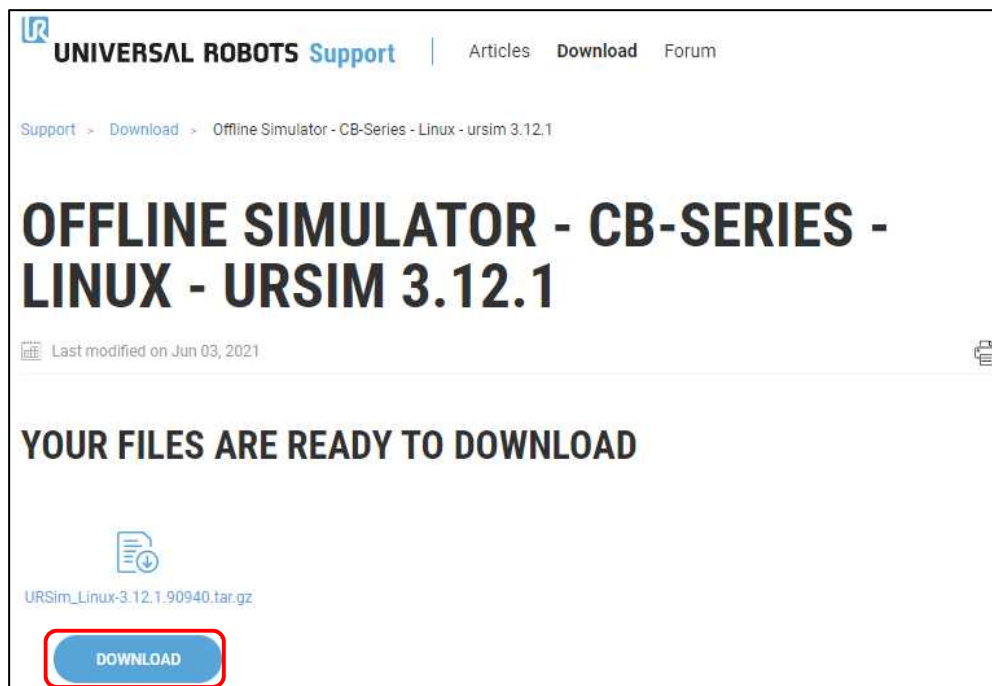 UR
UNIVERSAL ROBOTS Support | Articles Download Forum
Support > Download > Offline Simulator - CB-Series - Linux - ursim 3.12.1
OFFLINE SIMULATOR - CB-SERIES -
LINUX - URSIM 3.12.1
Last modified on Jun 03, 2021
YOUR FILES ARE READY TO DOWNLOAD
URSim_Linux-3.12.1.90940.tar.gz
DOWNLOAD